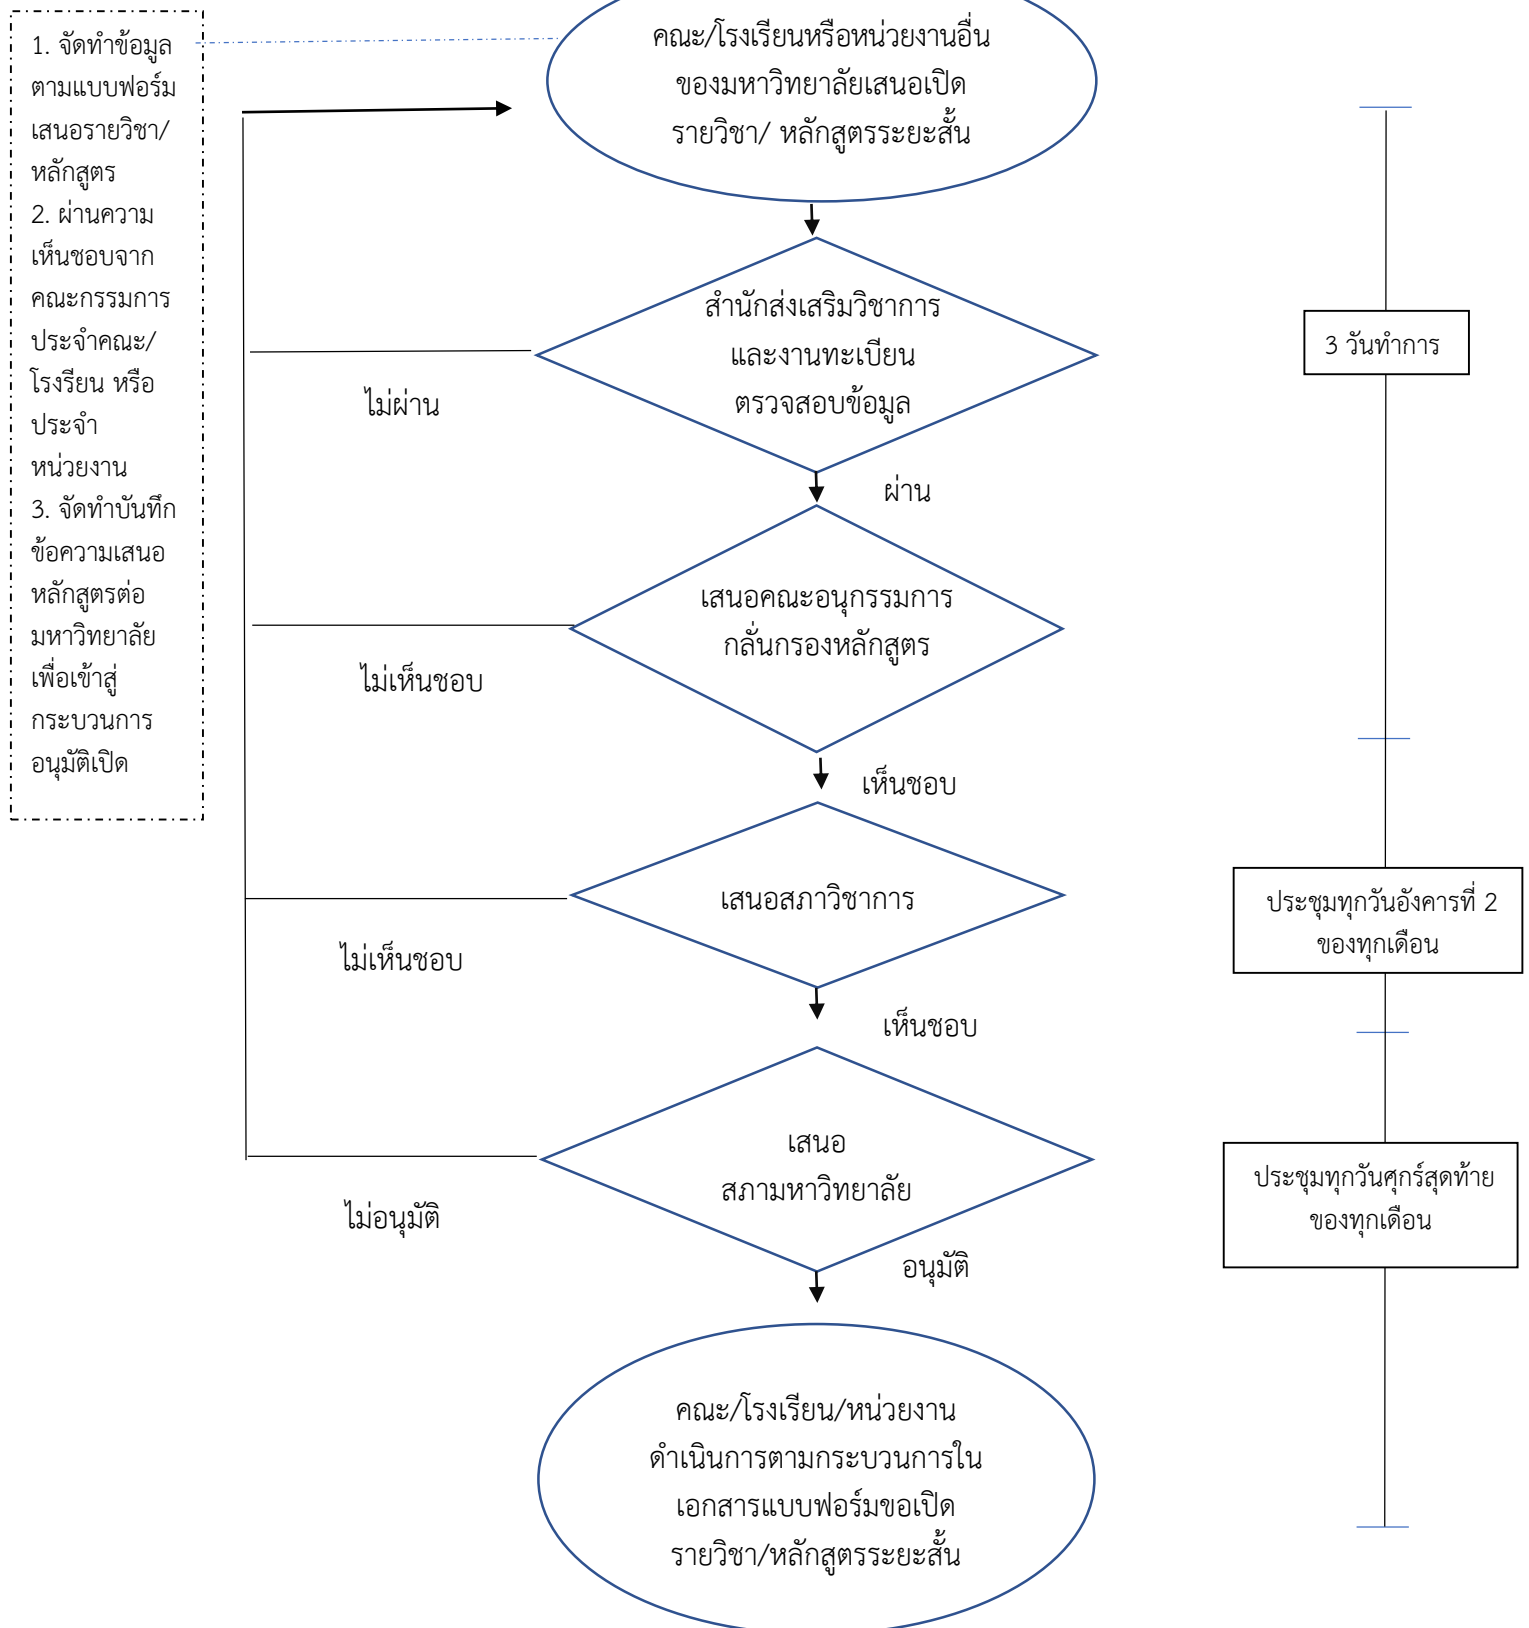 1. จัดทำข้อมูล
ตามแบบฟอร์ม
เสนอรายวิชา/
หลักสูตร
2. ผ่านความ
เห็นชอบจาก
คณะกรรมการ
ประจำคณะ/
โรงเรียน หรือ
ประจำ
หน่วยงาน
3. จัดทำบันทึก
ข้อความเสนอ
หลักสูตรต่อ
มหาวิทยาลัย
เพื่อเข้าสู่
กระบวนการ
อนุมัติเปิด
คณะ/โรงเรียนหรือหน่วยงานอื่น
ของมหาวิทยาลัยเสนอเปิด
รายวิชา/ หลักสูตรระยะสั้น
สำนักส่งเสริมวิชาการ
และงานทะเบียน
ตรวจสอบข้อมูล
3 วันทำการ
ไม่ผ่าน
ผ่าน
เสนอคณะอนุกรรมการ
กลั่นกรองหลักสูตร
ไม่เห็นชอบ
เห็นชอบ
เสนอสภาวิชาการ
ประชุมทุกวันอังคารที่ 2
ของทุกเดือน
ไม่เห็นชอบ
เห็นชอบ
เสนอ
สภามหาวิทยาลัย
ประชุมทุกวันศุกร์สุดท้าย
ของทุกเดือน
ไม่อนุมัติ
อนุมัติ
คณะ/โรงเรียน/หน่วยงาน
ดำเนินการตามกระบวนการใน
เอกสารแบบฟอร์มขอเปิด
รายวิชา/หลักสูตรระยะสั้น